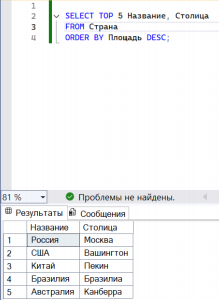 1
2 SELECT TOP 5 Название, Столица
3 FROM Страна
4 ORDER BY Площадь DESC;
81 % Проблемы не найдены.
Результаты Сообщения
Название Столица
1 Россия Москва
2 США Вашингтон
3 Китай Пекин
4 Бразилия Бразилиа
5 Австралия Канберра